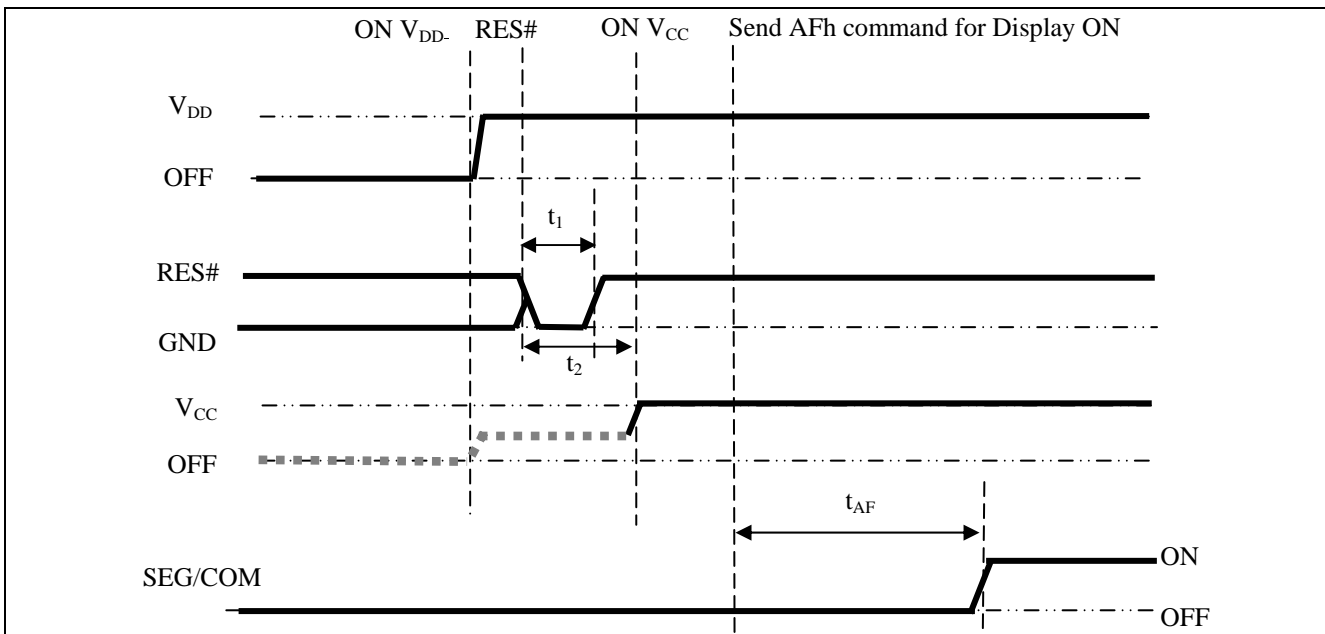 ON VDD- RES# ON VCC Send AFh command for Display ON
VDD
OFF
t1
RES#
GND
t2
VCC
OFF
tAF
SEG/COM
ON
OFF